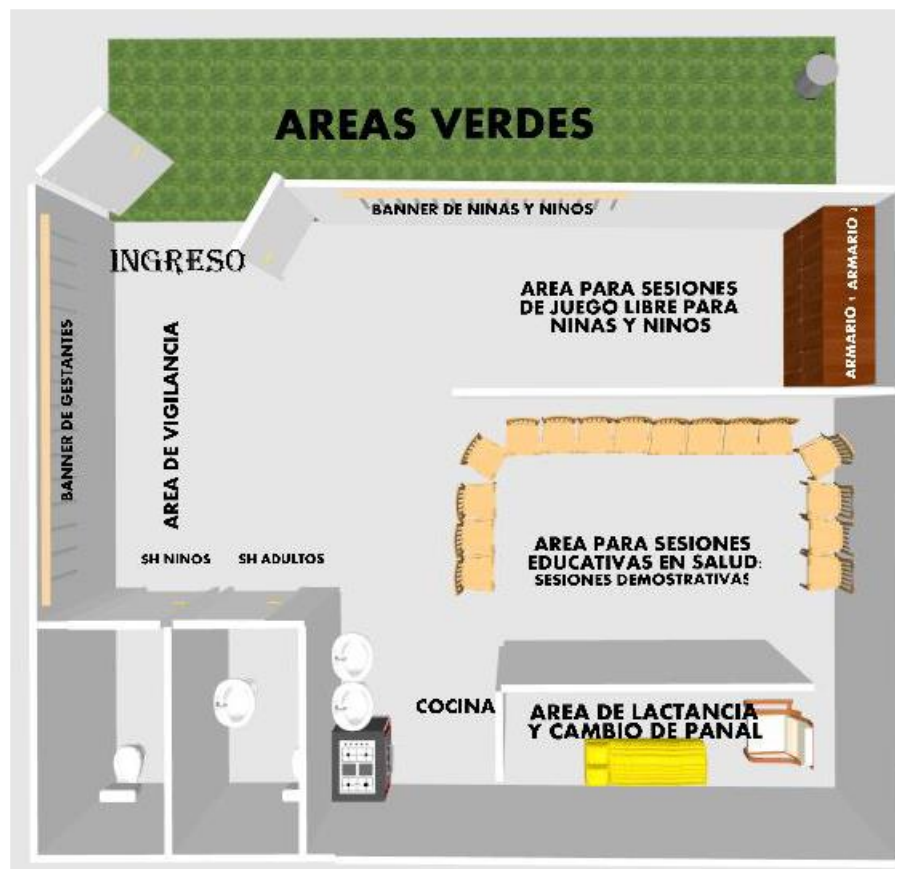 AREAS VERDES
BANNER DE NINAS Y NINOS
INGRESO
AREA PARA SESIONES
DE JUEGO LIBRE PARA
NINAS Y NINOS
ARMARIO 1 ARMARIO
BANNER DE GESTANTES
AREA DE VIGILANCIA
SH NINOS
SH ADULTOS
AREA PARA SESIONES
EDUCATIVAS EN SALUD:
SESIONES DEMOSTRATIVAS
COCINA
AREA DE LACTANCIA
Y CAMBIO DE PANAL